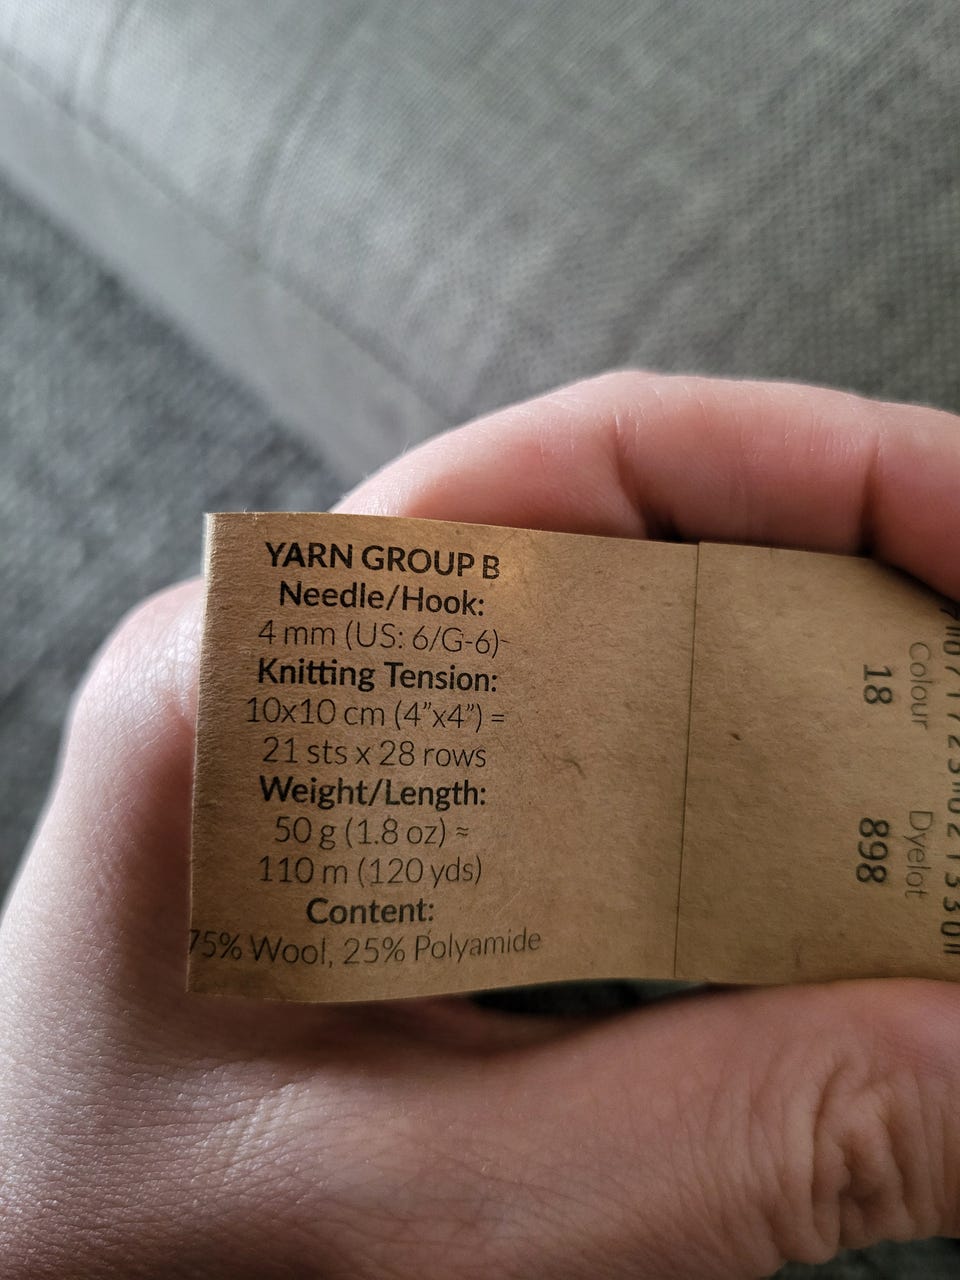 YARN GROUP B
Needle/Hook:
4 mm (US: 6/G-6)
Knitting Tension:
10x10 cm (4”x4”) =
21 sts x 28 rows
Weight/Length:
50 g (1.8 oz) ≈
110 m (120 yds)
Content:
75% Wool, 25% Polyamide
Colour
18
Dyelot
898